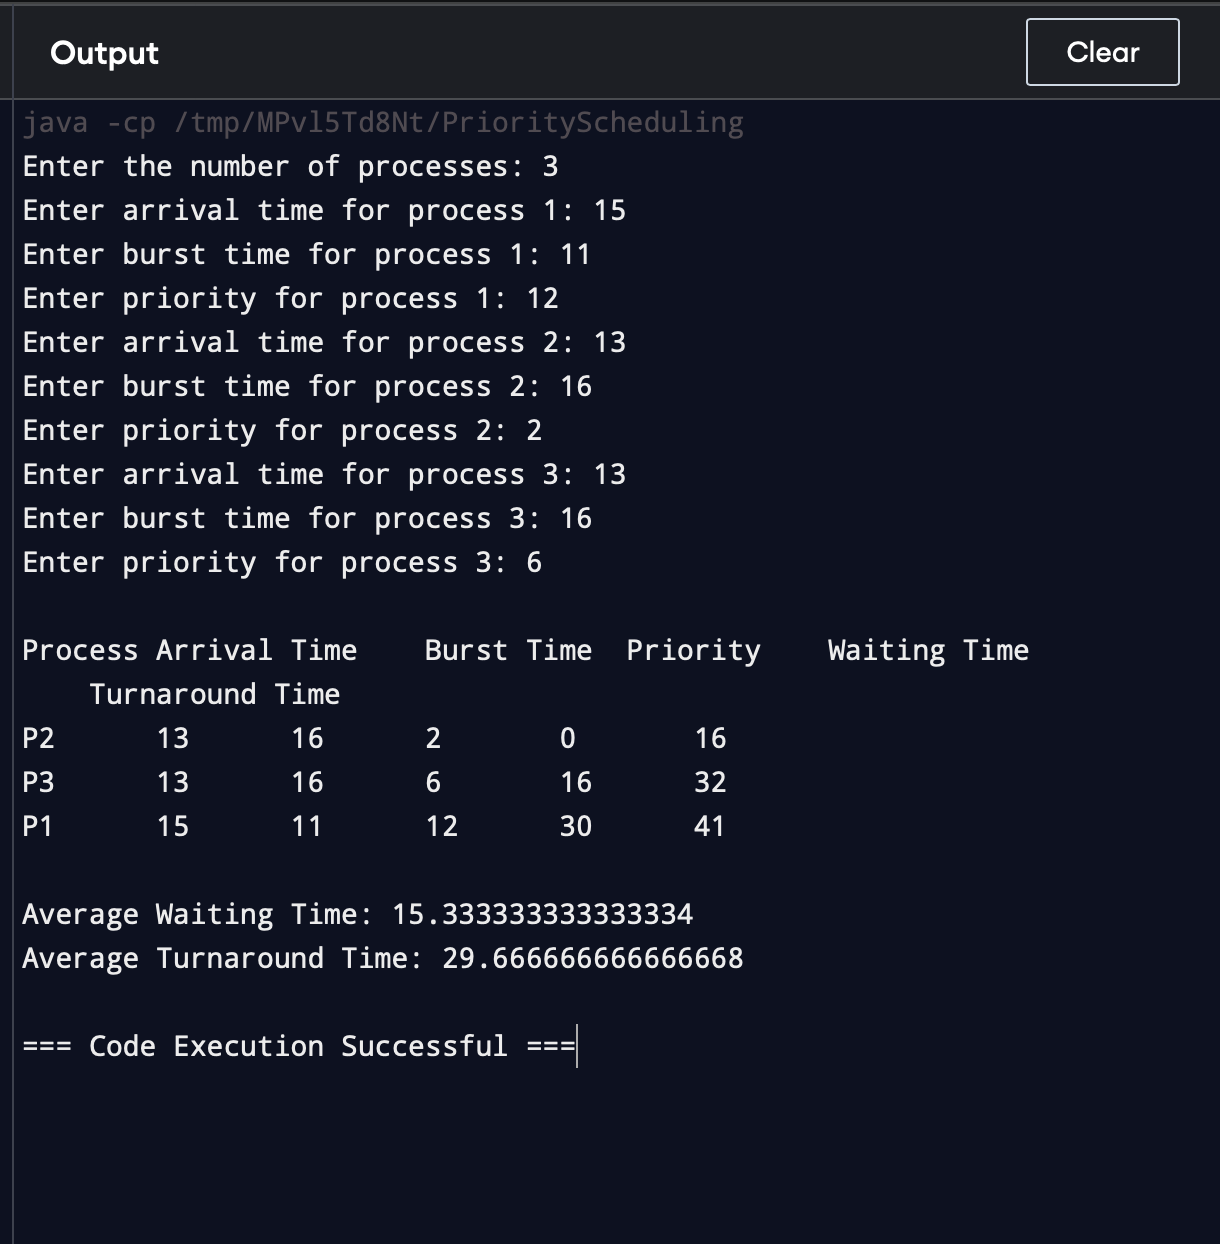 Output
Clear
java -cp /tmp/MPvl5Td8Nt/PriorityScheduling
Enter the number of processes: 3
Enter arrival time for process 1: 15
Enter burst time for process 1: 11
Enter priority for process 1: 12
Enter arrival time for process 2: 13
Enter burst time for process 2: 16
Enter priority for process 2: 2
Enter arrival time for process 3: 13
Enter burst time for process 3: 16
Enter priority for process 3: 6
Process Arrival Time    Burst Time  Priority    Waiting Time
    Turnaround Time
P2      13      16      2       0       16
P3      13      16      6       16      32
P1      15      11      12      30      41
Average Waiting Time: 15.333333333333334
Average Turnaround Time: 29.666666666666668
=== Code Execution Successful ===